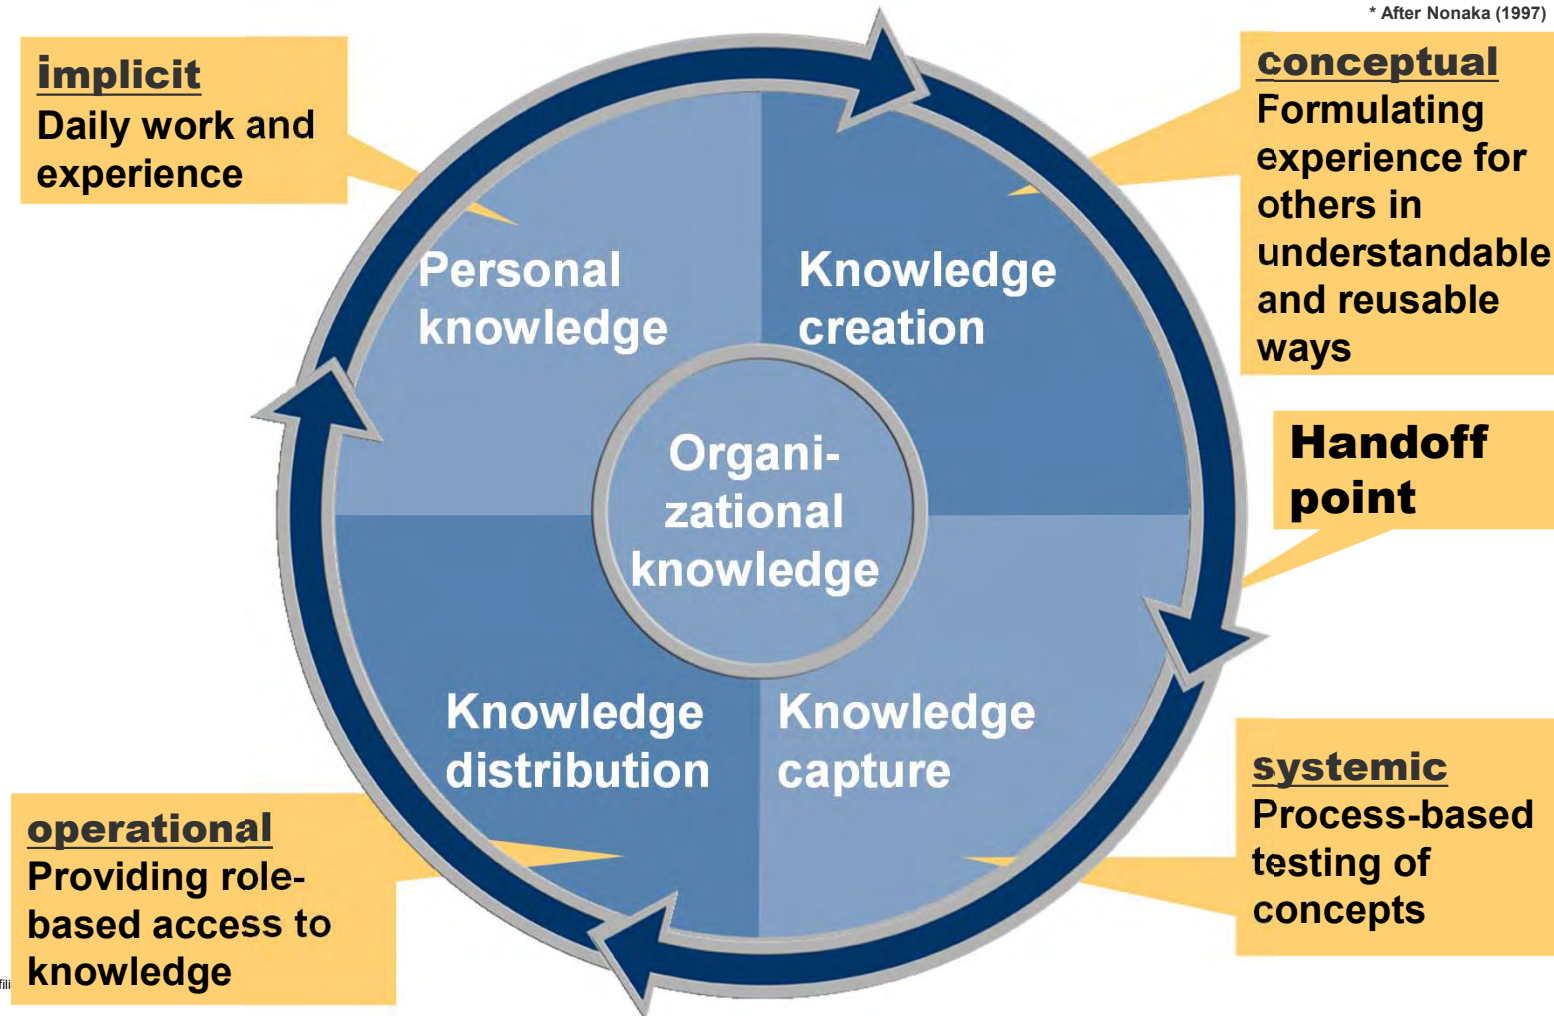 * After Nonaka (1997)
implicit
Daily work and
experience
conceptual
Formulating
experience for
others in
understandable
and reusable
ways
Personal
knowledge
Knowledge
creation
Handoff
point
Organi-
zational
knowledge
Knowledge
distribution
Knowledge
capture
systemic
Process-based
testing of
concepts
operational
Providing role-
based access to
knowledge